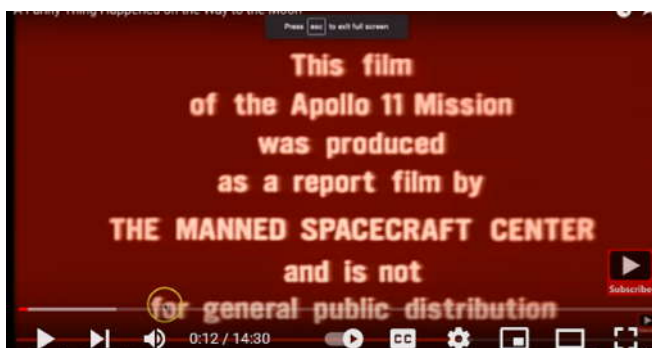 A Funny Thing Happened on the Way to the Moon
Press esc to exit full screen
This film
of the Apollo 11 Mission
was produced
as a report film by
THE MANNED SPACECRAFT CENTER
and is not
for general public distribution
Subscribe
0:12 / 14:30
CC